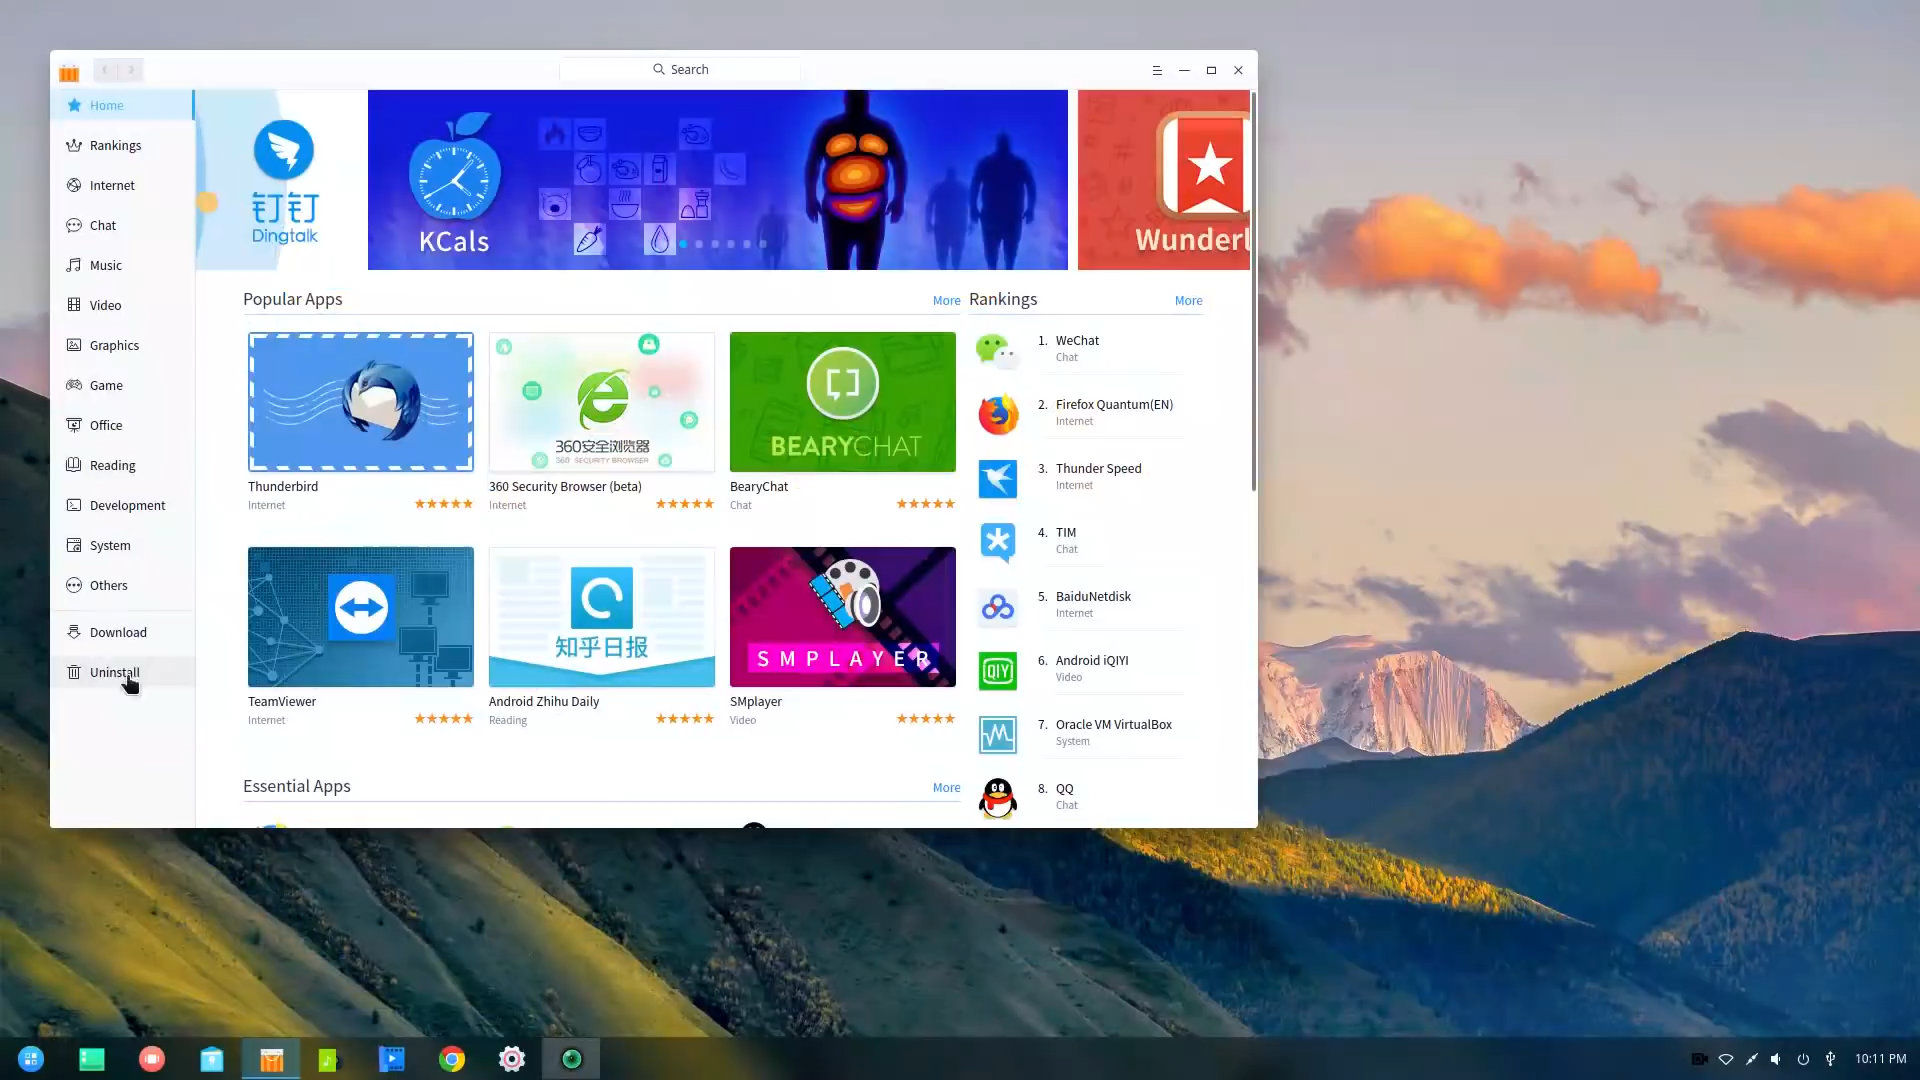 Search
Home
Rankings
Internet
Chat
Music
Video
Graphics
Game
Office
Reading
Development
System
Others
Download
Uninstall
钉钉
Dingtalk
KCals
Wunderl
Popular Apps
More
Thunderbird
Internet
360安全浏览器
360 SECURITY BROWSER
360 Security Browser (beta)
Internet
BEARYCHAT
BearyChat
Chat
TeamViewer
Internet
知乎日报
Android Zhihu Daily
Reading
SMPLAYER
SMplayer
Video
Essential Apps
More
Rankings
More
1. WeChat
Chat
2. Firefox Quantum(EN)
Internet
3. Thunder Speed
Internet
4. TIM
Chat
5. BaiduNetdisk
Internet
QIY
6. Android iQIYI
Video
7. Oracle VM VirtualBox
System
8. QQ
Chat
10:11 PM